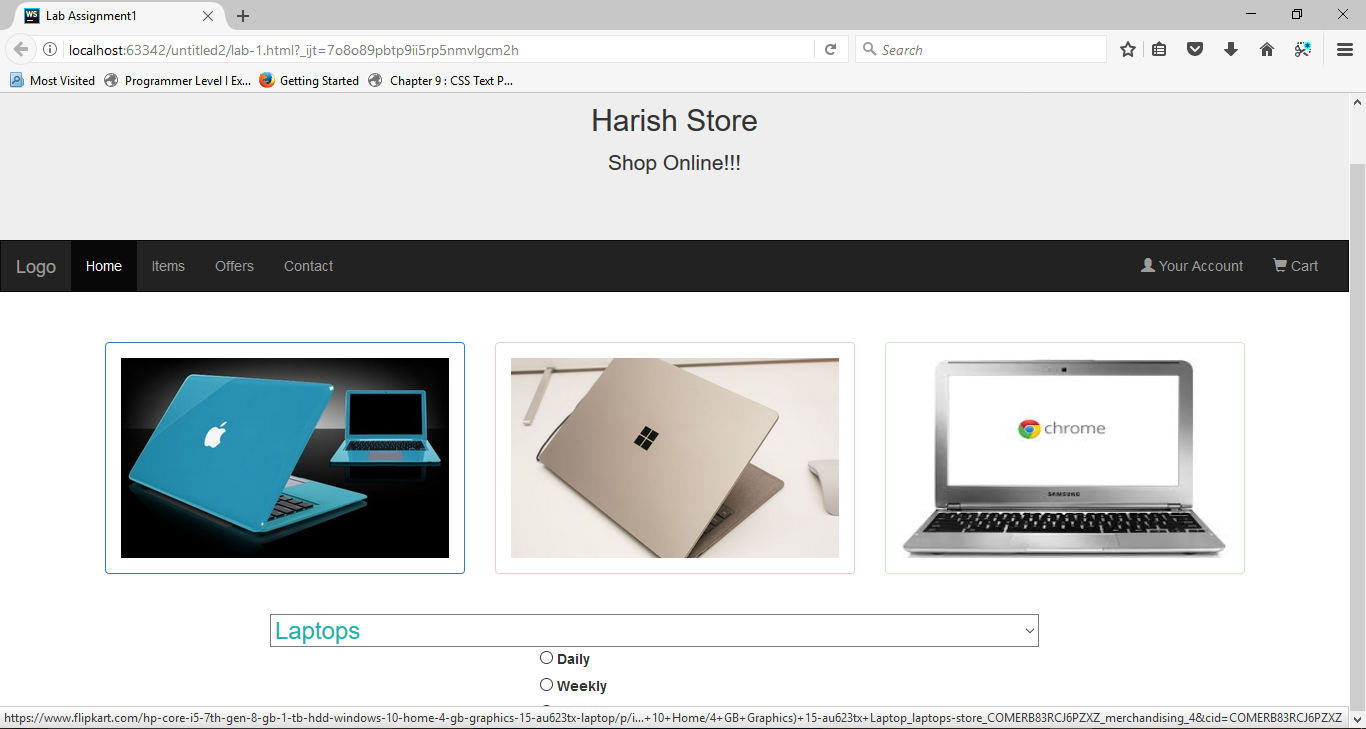 Lab Assignment1
localhost:63342/untitled2/lab-1.html?_ijt=7o8o89pbtp9ii5rp5nmvlgcm2h
Search
Most Visited Programmer Level I Ex... Getting Started Chapter 9 : CSS Text P...
Harish Store
Shop Online!!!
Logo Home Items Offers Contact Your Account Cart
chrome
SAMSUNG
Laptops
Daily
Weekly
https://www.flipkart.com/hp-core-i5-7th-gen-8-gb-1-tb-hdd-windows-10-home-4-gb-graphics-15-au623tx-laptop/p/i...+10+Home/4+GB+Graphics)+15-au623tx+Laptop_laptops-store_COMERB83RCJ6PZXZ_merchandising_4&cid=COMERB83RCJ6PZXZ